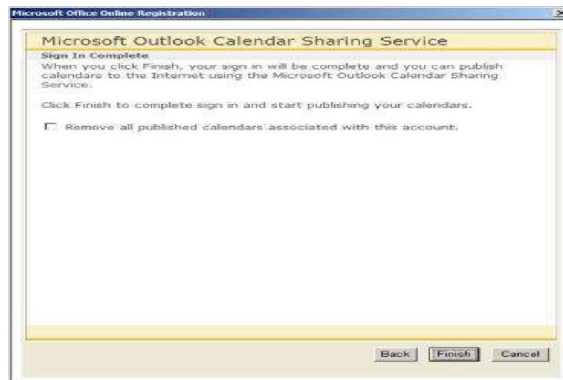 Microsoft Office Online Registration
Microsoft Outlook Calendar Sharing Service
Sign In Complete
When you click Finish, your sign in will be complete and you can publish
calendars to the Internet using the Microsoft Outlook Calendar Sharing
Service.
Click Finish to complete sign in and start publishing your calendars.
Remove all published calendars associated with this account.
Back Finish Cancel